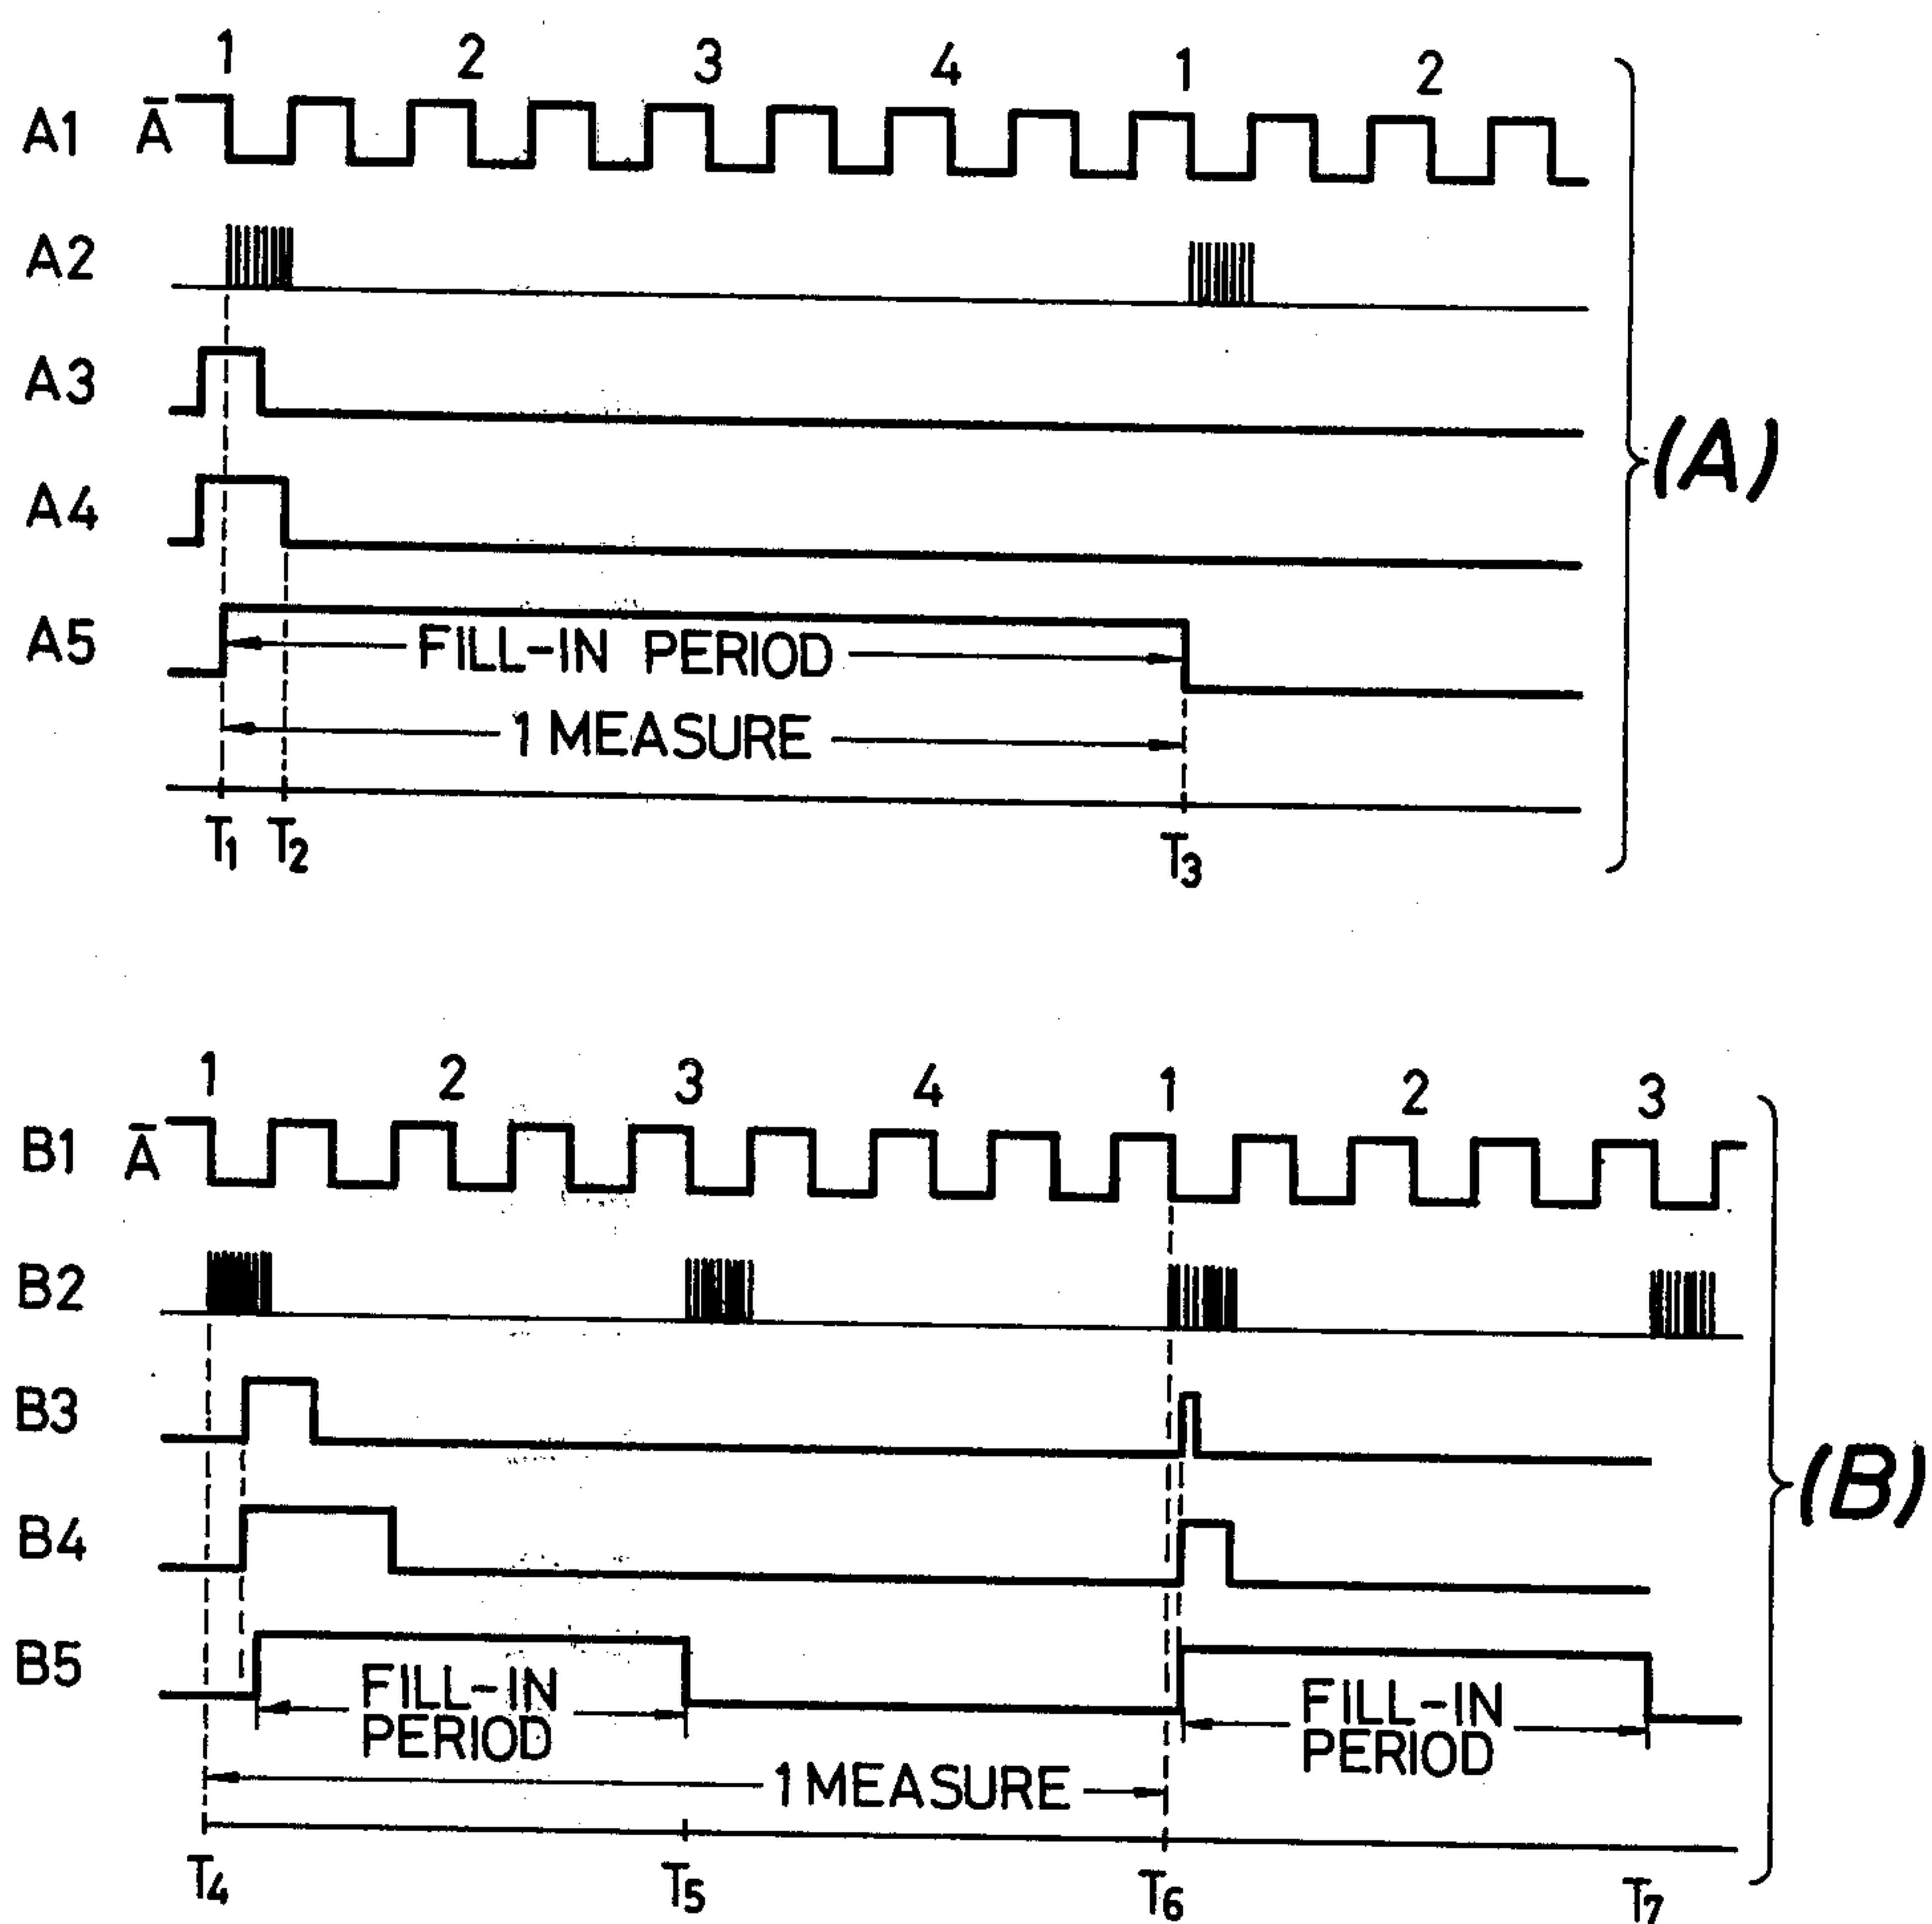 1 2 3 4 1 2
A1 Ā
A2
A3
(A)
A4
A5
FILL-IN PERIOD
1 MEASURE
T1 T2 T3
1 2 3 4 1 2 3
B1 Ā
B2
B3
(B)
B4
B5
FILL-IN
PERIOD
FILL-IN
PERIOD
1 MEASURE
T4 T5 T6 T7